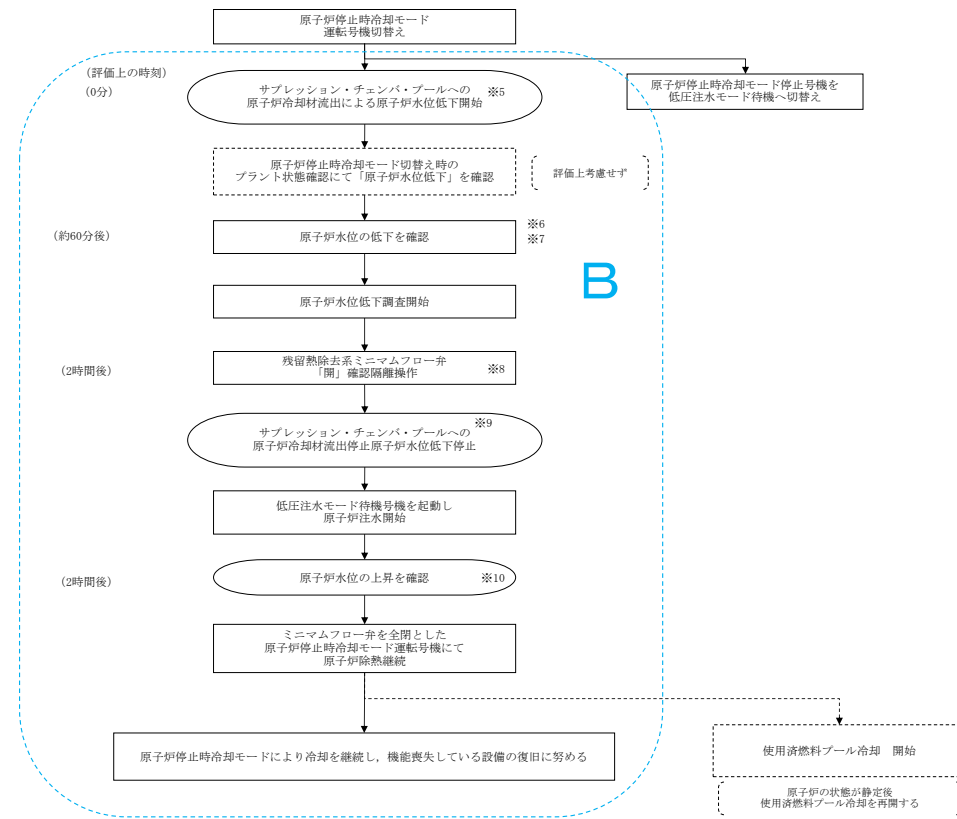 原子炉停止時冷却モード
運転号機切替え
(評価上の時刻)
(0分)
サプレッション・チェンバ・プールへの
原子炉冷却材流出による原子炉水位低下開始
※5
原子炉停止時冷却モード停止号機を
低圧注水モード待機へ切替え
原子炉停止時冷却モード切替え時の
プラント状態確認にて「原子炉水位低下」を確認
評価上考慮せず
(約60分後)
原子炉水位の低下を確認
※6
※7
B
原子炉水位低下調査開始
(2時間後)
残留熱除去系ミニマムフロー弁
「開」確認隔離操作
※8
※9
サプレッション・チェンバ・プールへの
原子炉冷却材流出停止原子炉水位低下停止
低圧注水モード待機号機を起動し
原子炉注水開始
(2時間後)
原子炉水位の上昇を確認
※10
ミニマムフロー弁を全閉とした
原子炉停止時冷却モード運転号機にて
原子炉除熱継続
原子炉停止時冷却モードにより冷却を継続し，機能喪失している設備の復旧に努める
使用済燃料プール冷却　開始
原子炉の状態が静定後
使用済燃料プール冷却を再開する